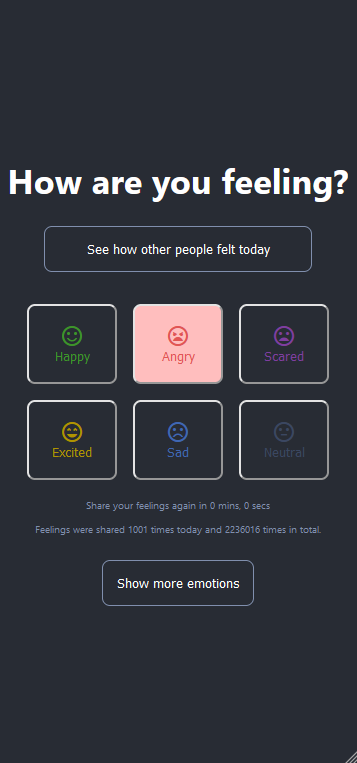 How are you feeling?
See how other people felt today
Happy
Angry
Scared
Excited
Sad
Neutral
Share your feelings again in 0 mins, 0 secs
Feelings were shared 1001 times today and 2236016 times in total.
Show more emotions